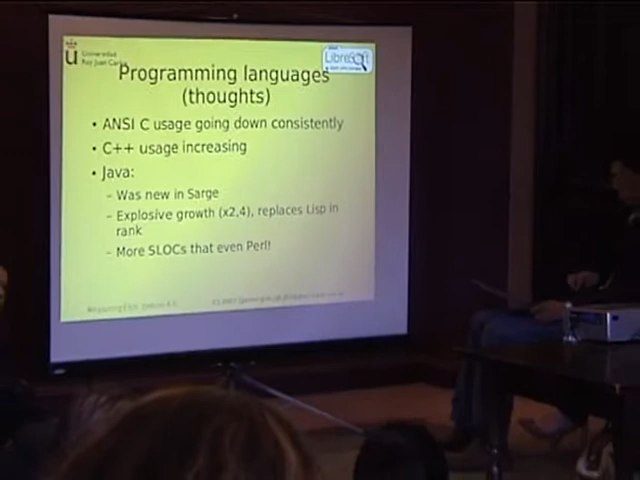 Universidad
Rey Juan Carlos
LibreSoft
Programming languages
(thoughts)
• ANSI C usage going down consistently
• C++ usage increasing
• Java:
– Was new in Sarge
– Explosive growth (x2,4), replaces Lisp in
rank
– More SLOCs that even Perl!